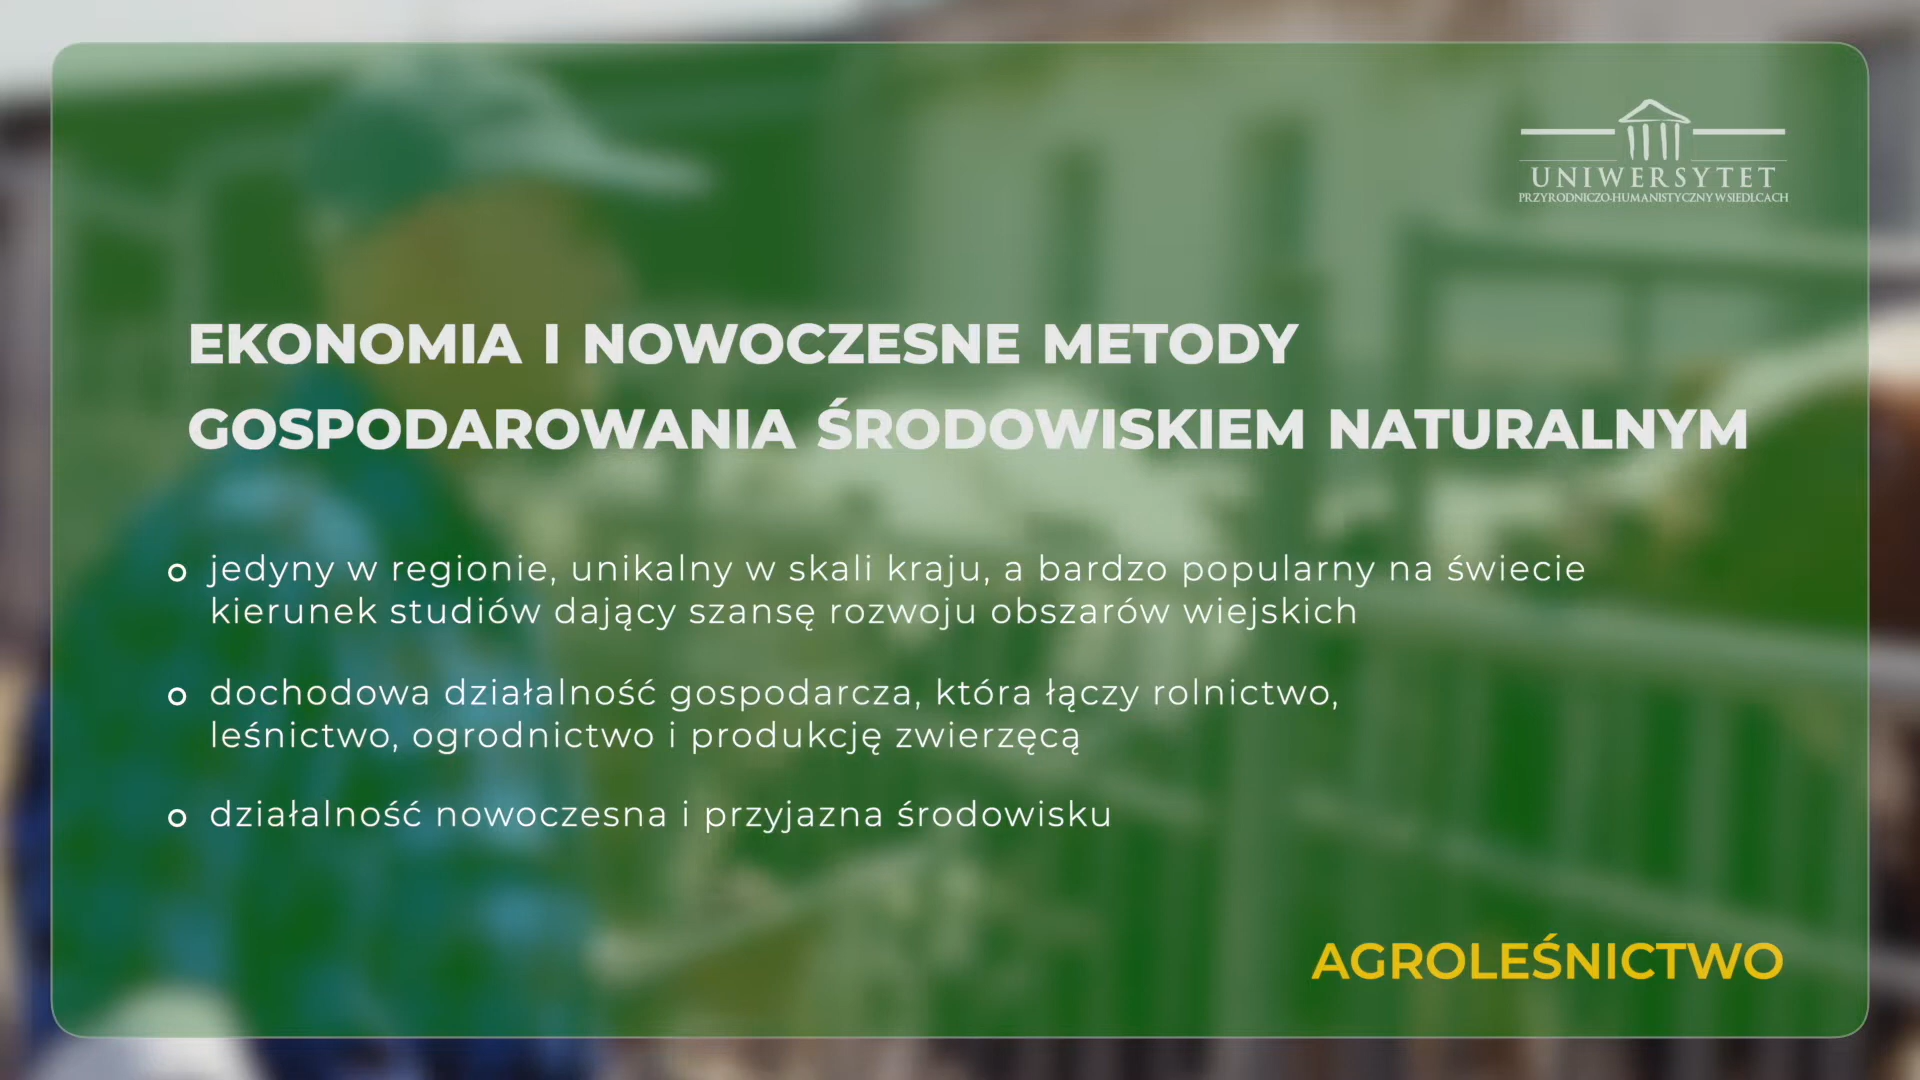 UNIWERSYTET
PRZYRODNICZO-HUMANISTYCZNY W SIEDLCACH
EKONOMIA I NOWOCZESNE METODY
GOSPODAROWANIA ŚRODOWISKIEM NATURALNYM
jedyny w regionie, unikalny w skali kraju, a bardzo popularny na świecie
kierunek studiów dający szansę rozwoju obszarów wiejskich
dochodowa działalność gospodarcza, która łączy rolnictwo,
leśnictwo, ogrodnictwo i produkcję zwierzęcą
działalność nowoczesna i przyjazna środowisku
AGROLEŚNICTWO